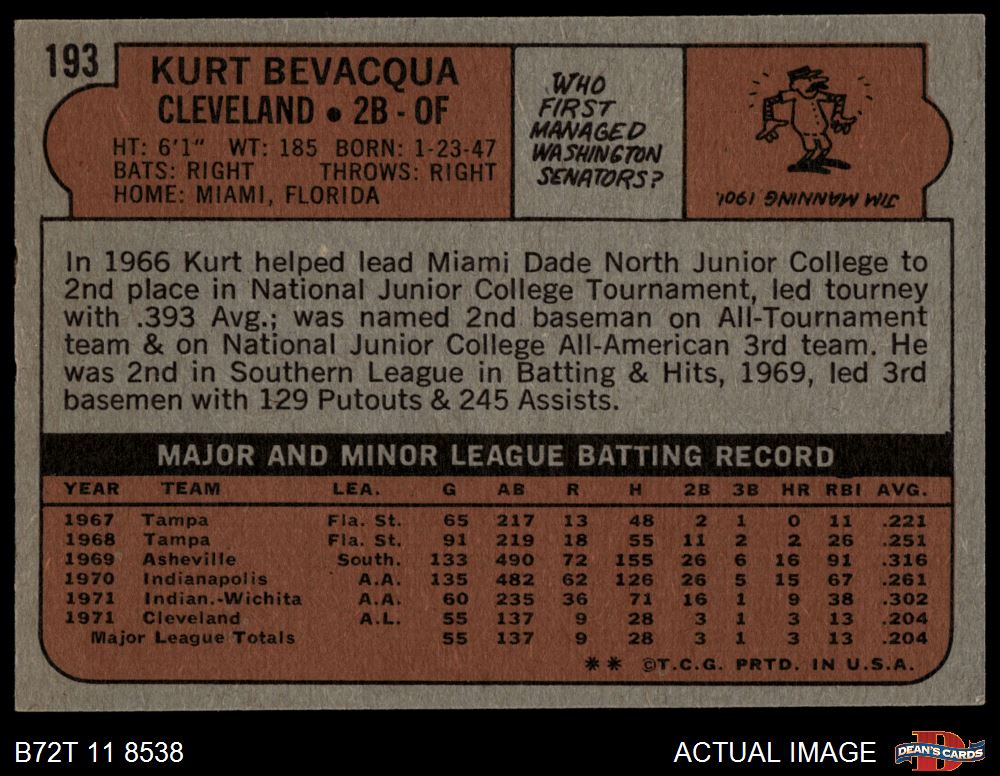 193
KURT BEVACQUA
CLEVELAND • 2B - OF
HT: 6'1" WT: 185 BORN: 1-23-47
BATS: RIGHT THROWS: RIGHT
HOME: MIAMI, FLORIDA
WHO
FIRST
MANAGED
WASHINGTON
SENATORS?
JIM MANNING 1901.
In 1966 Kurt helped lead Miami Dade North Junior College to
2nd place in National Junior College Tournament, led tourney
with .393 Avg.; was named 2nd baseman on All-Tournament
team & on National Junior College All-American 3rd team. He
was 2nd in Southern League in Batting & Hits, 1969, led 3rd
basemen with 129 Putouts & 245 Assists.
MAJOR AND MINOR LEAGUE BATTING RECORD
YEAR TEAM LEA. G AB R H 2B 3B HR RBI AVG.
1967 Tampa Fla. St. 65 217 13 48 2 1 0 11 .221
1968 Tampa Fla. St. 91 219 18 55 11 2 2 26 .251
1969 Asheville South. 133 490 72 155 26 6 16 91 .316
1970 Indianapolis A.A. 135 482 62 126 26 5 15 67 .261
1971 Indian.-Wichita A.A. 60 235 36 71 16 1 9 38 .302
1971 Cleveland A.L. 55 137 9 28 3 1 3 13 .204
Major League Totals 55 137 9 28 3 1 3 13 .204
** ©T.C.G. PRTD. IN U.S.A.
B72T 11 8538
ACTUAL IMAGE
DEAN'S CARDS